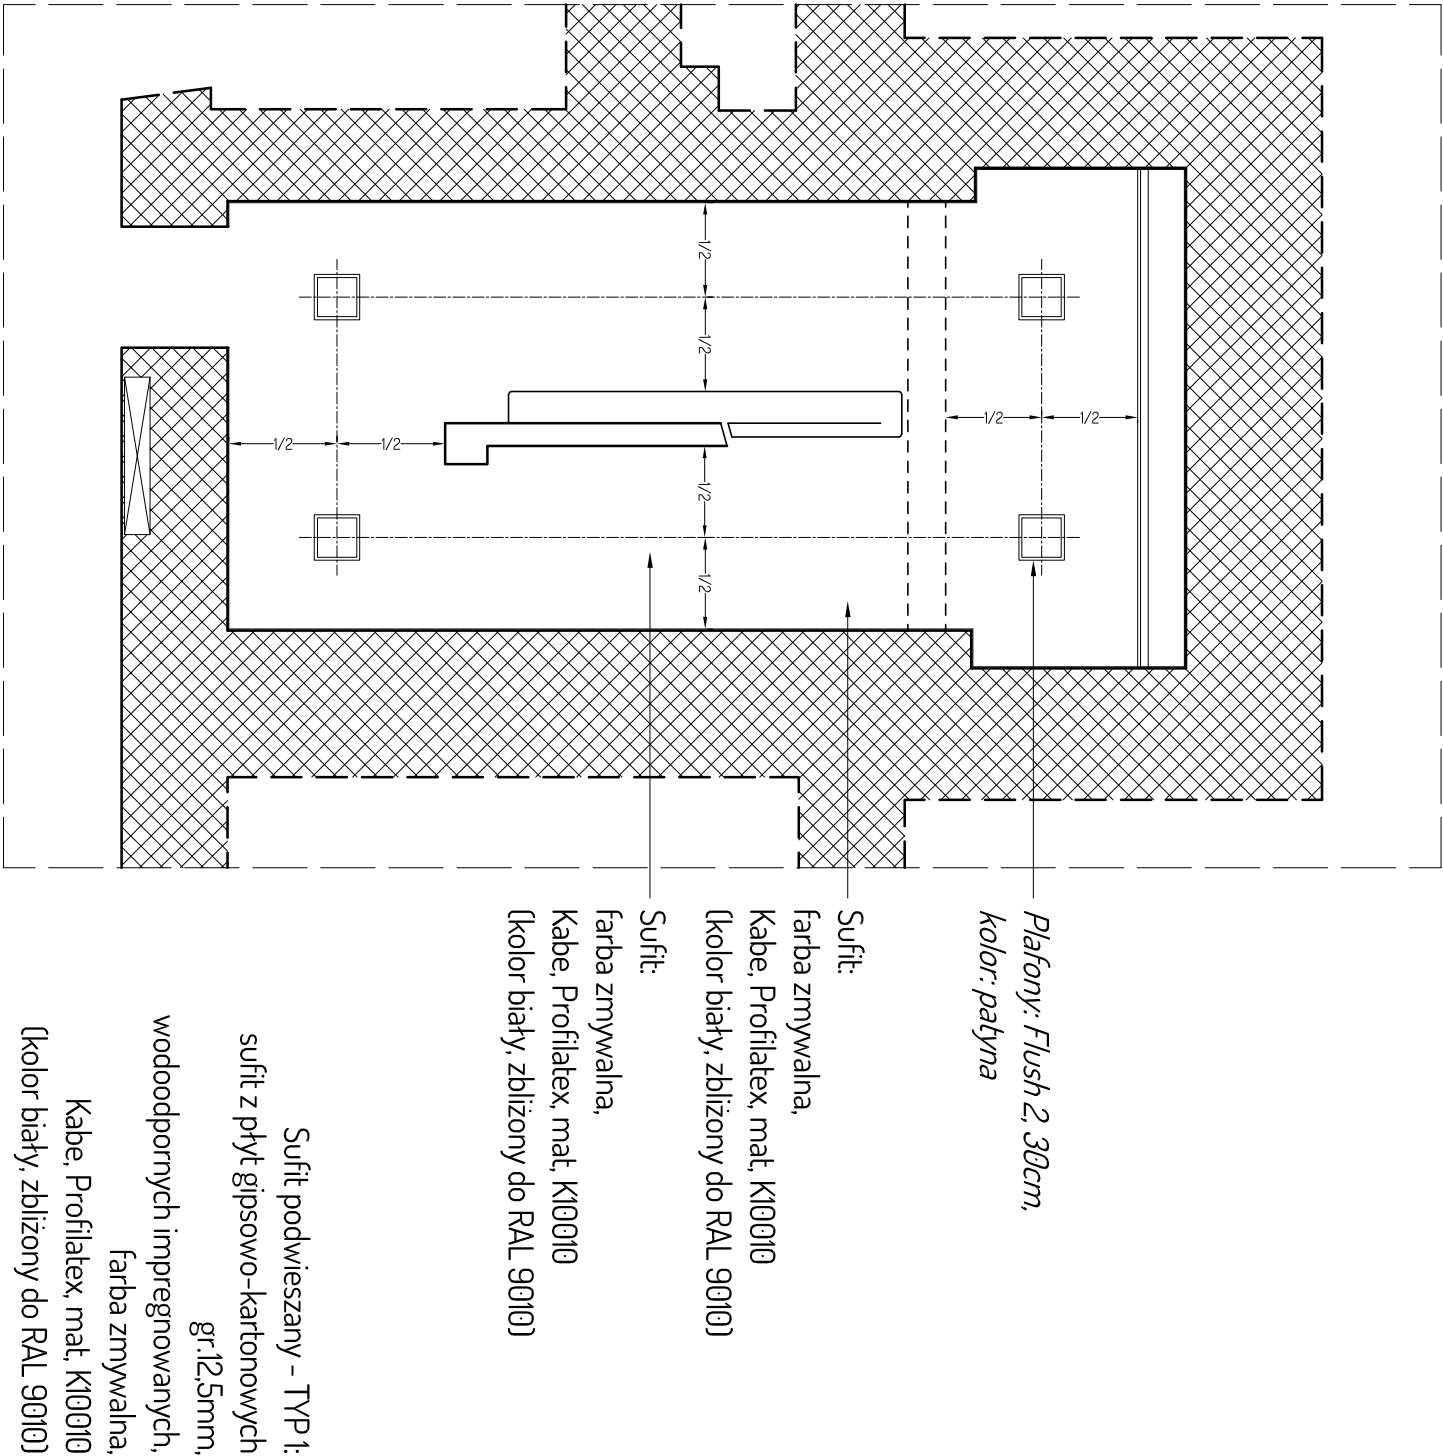 Plafony: Flush 2, 30cm,
kolor: patyna
Sufit:
farba zmywalna,
Kabe, Profilatex, mat, K10010
(kolor biały, zbliżony do RAL 9010)
Sufit:
farba zmywalna,
Kabe, Profilatex, mat, K10010
(kolor biały, zbliżony do RAL 9010)
Sufit podwieszany - TYP 1:
sufit z płyt gipsowo-kartonowych
gr.12,5mm,
wodoodpornych impregnowanych,
farba zmywalna,
Kabe, Profilatex, mat, K10010
(kolor biały, zbliżony do RAL 9010)
1/2
1/2
1/2
1/2
1/2
1/2
1/2
1/2